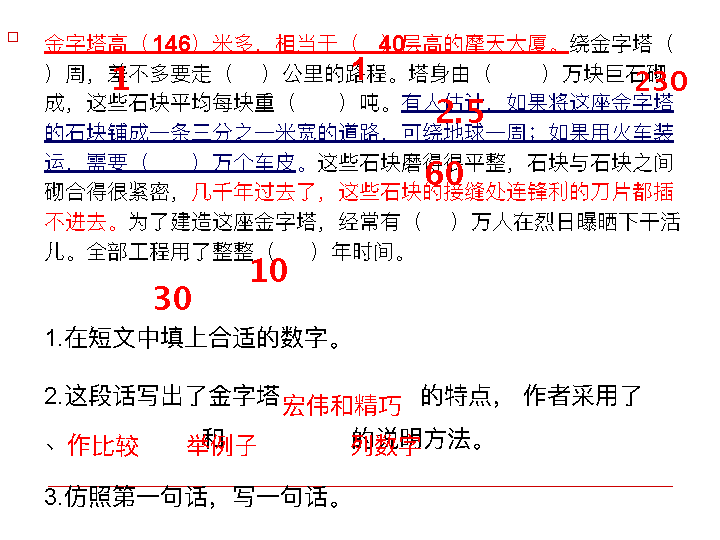 金字塔高（146）米多，相当于（40）层高的摩天大厦。绕金字塔（
1
）周，差不多要走（ 1 ）公里的路程。塔身由（ 230 ）万块巨石砌
成，这些石块平均每块重（ 2.5 ）吨。有人估计，如果将这座金字塔
的石块铺成一条三分之一米宽的道路，可绕地球一周；如果用火车装
运，需要（ 60 ）万个车皮。这些石块磨得很平整，石块与石块之间
砌合得很紧密，几千年过去了，这些石块的接缝处连锋利的刀片都插
不进去。为了建造这座金字塔，经常有（ 10 ）万人在烈日曝晒下干活
儿。全部工程用了整整（ 30 ）年时间。
1.在短文中填上合适的数字。
2.这段话写出了金字塔 宏伟和精巧 的特点， 作者采用了
、作比较 举例子 和 列数字 的说明方法。
3.仿照第一句话，写一句话。